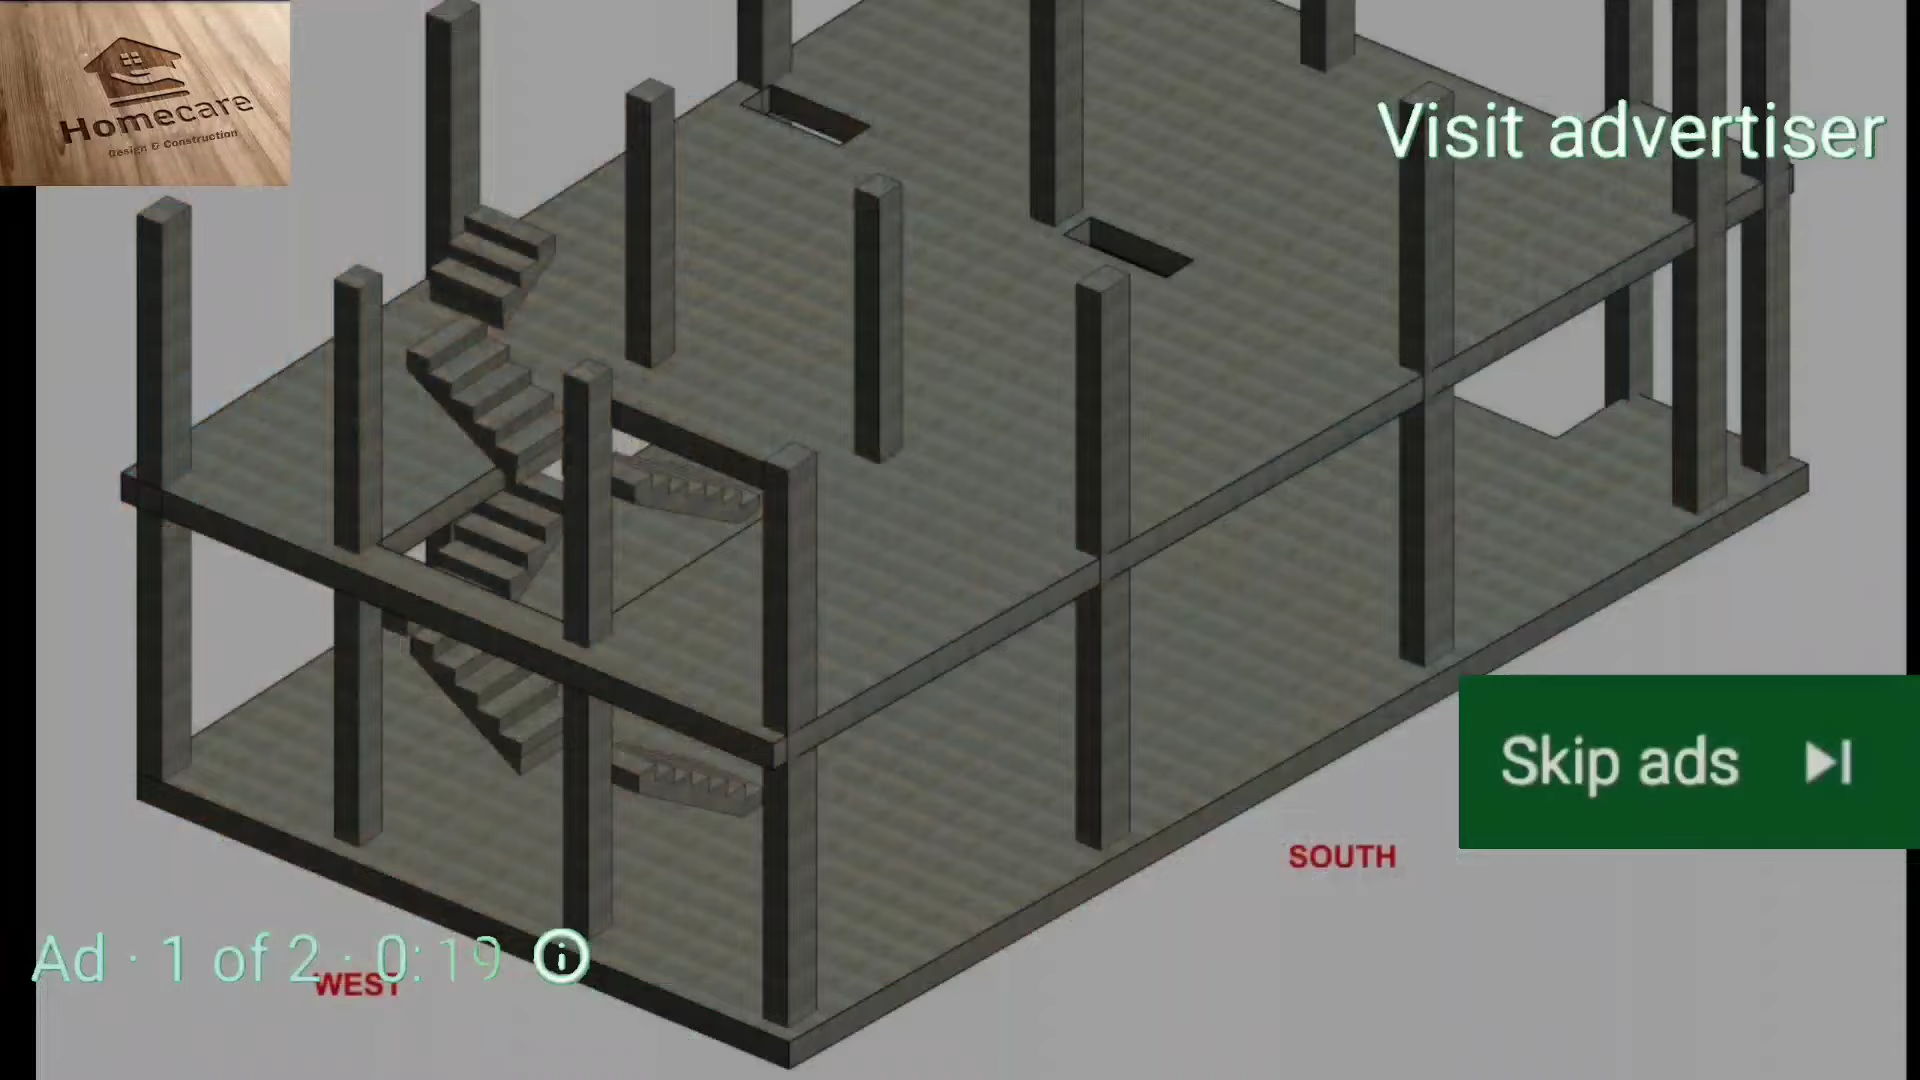 Homecare
Design & Construction
Visit advertiser
Skip ads
SOUTH
Ad · 1 of 2 · 0:19
WEST